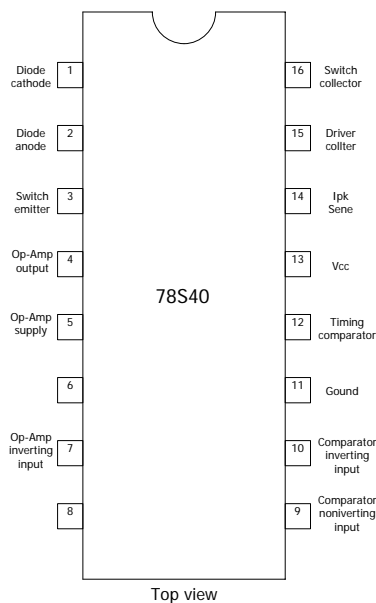 Diode
cathode
1
16
Switch
collector
Diode
anode
2
15
Driver
collter
Switch
emitter
3
14
Ipk
Sene
Op-Amp
output
4
13
Vcc
78S40
Op-Amp
supply
5
12
Timing
comparator
6
11
Gound
Op-Amp
inverting
input
7
10
Comparator
inverting
input
8
9
Comparator
noniverting
input
Top view